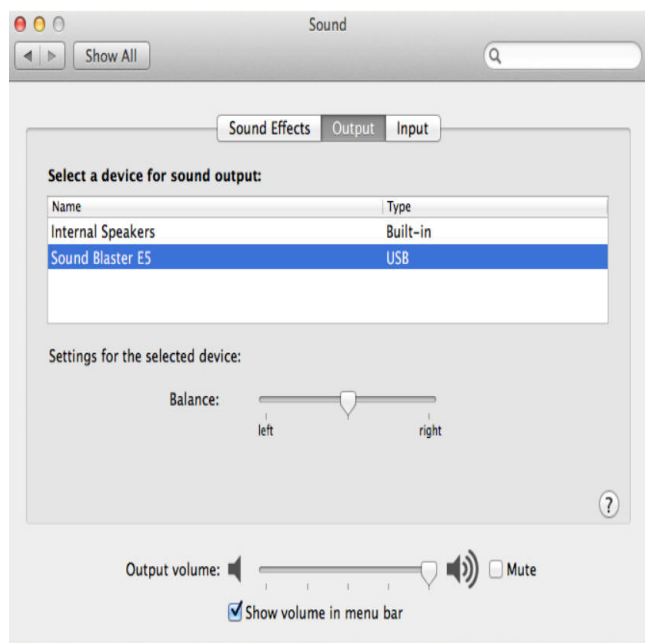 Sound
Show All
Sound Effects Output Input
Select a device for sound output:
Name Type
Internal Speakers Built-in
Sound Blaster E5 USB
Settings for the selected device:
Balance:
left right
?
Output volume: Mute
Show volume in menu bar